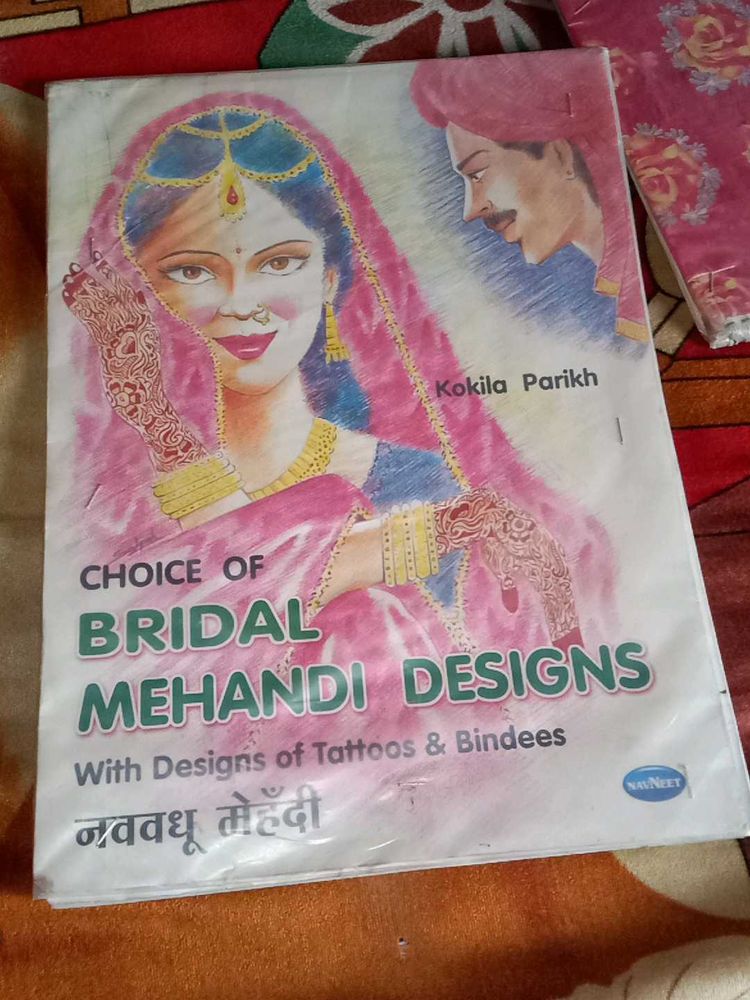 Kokila Parikh
CHOICE OF
BRIDAL
MEHANDI DESIGNS
With Designs of Tattoos & Bindees
नववधू मेहँदी
NAVNEET